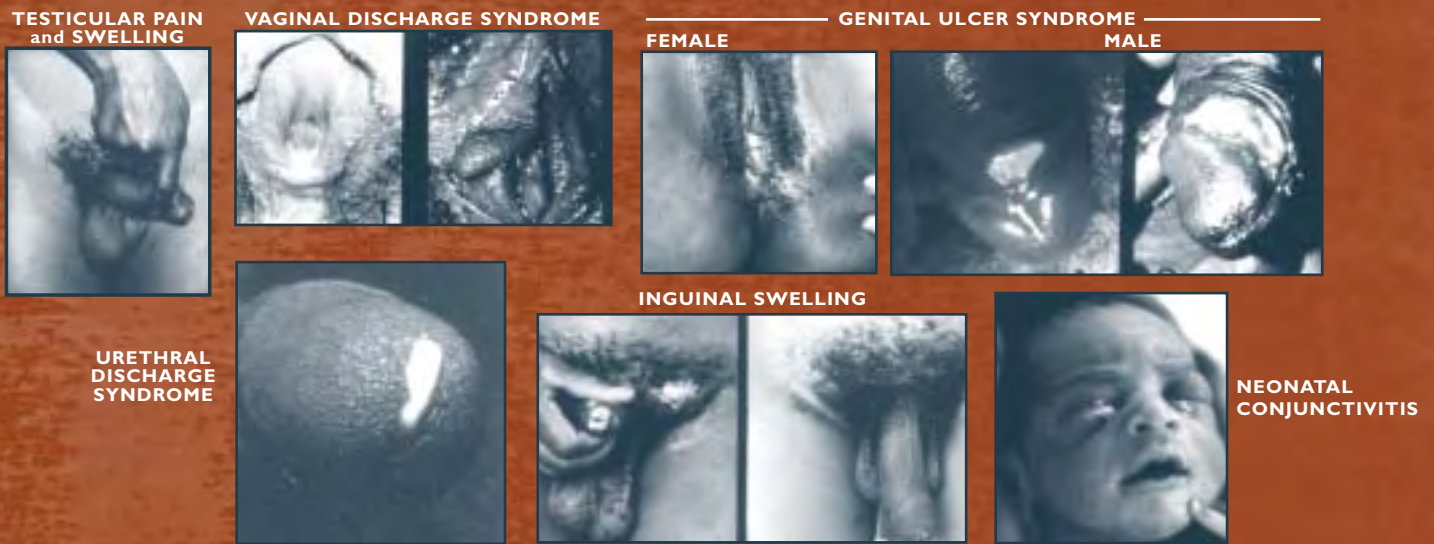 TESTICULAR PAIN
and SWELLING
VAGINAL DISCHARGE SYNDROME
GENITAL ULCER SYNDROME
FEMALE
MALE
URETHRAL
DISCHARGE
SYNDROME
INGUINAL SWELLING
NEONATAL
CONJUNCTIVITIS